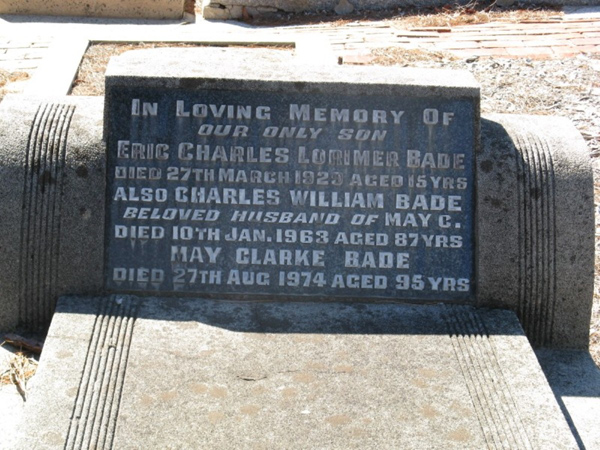 IN LOVING MEMORY OF
OUR ONLY SON
ERIC CHARLES LORIMER BADE
DIED 27TH MARCH AGED 15 YRS
ALSO CHARLES WILLIAM BADE
BELOVED HUSBAND OF MAY C.
DIED 10TH JAN. 1963 AGED 87 YRS
MAY CLARKE BADE
DIED 27TH AUG 1974 AGED 95 YRS